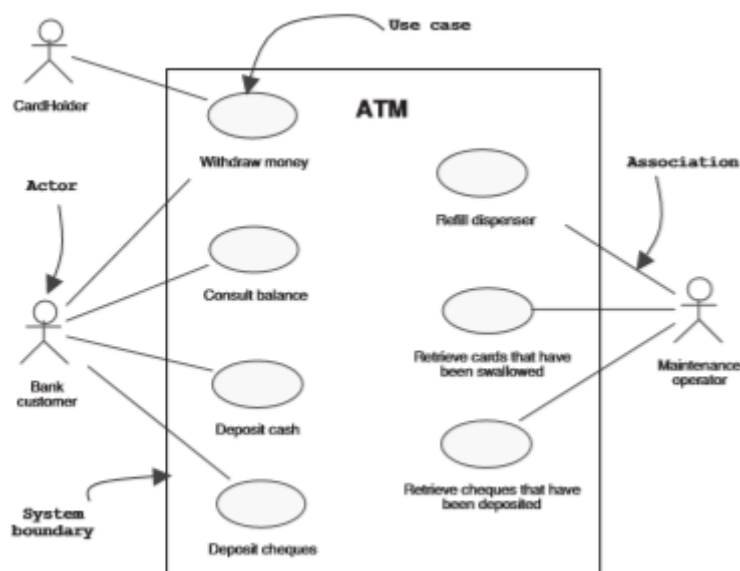 Use case
CardHolder
ATM
Withdraw money
Association
Actor
Refill dispenser
Consult balance
Bank
customer
Retrieve cards that have
been swallowed
Maintenance
operator
Deposit cash
Retrieve cheques that have
been deposited
System
boundary
Deposit cheques